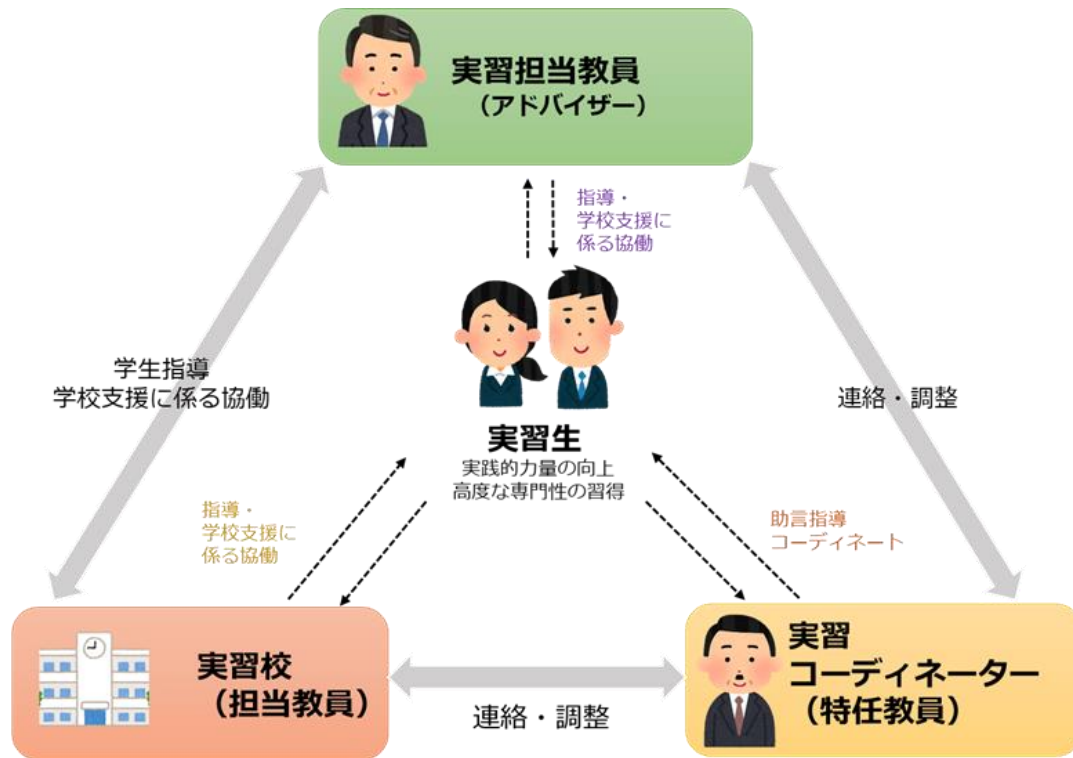 実習担当教員
（アドバイザー）
指導・
学校支援に
係る協働
学生指導
学校支援に係る協働
連絡・調整
実習生
実践的力量の向上
高度な専門性の習得
指導・
学校支援に
係る協働
助言指導
コーディネート
実習校
（担当教員）
連絡・調整
実習
コーディネーター
（特任教員）